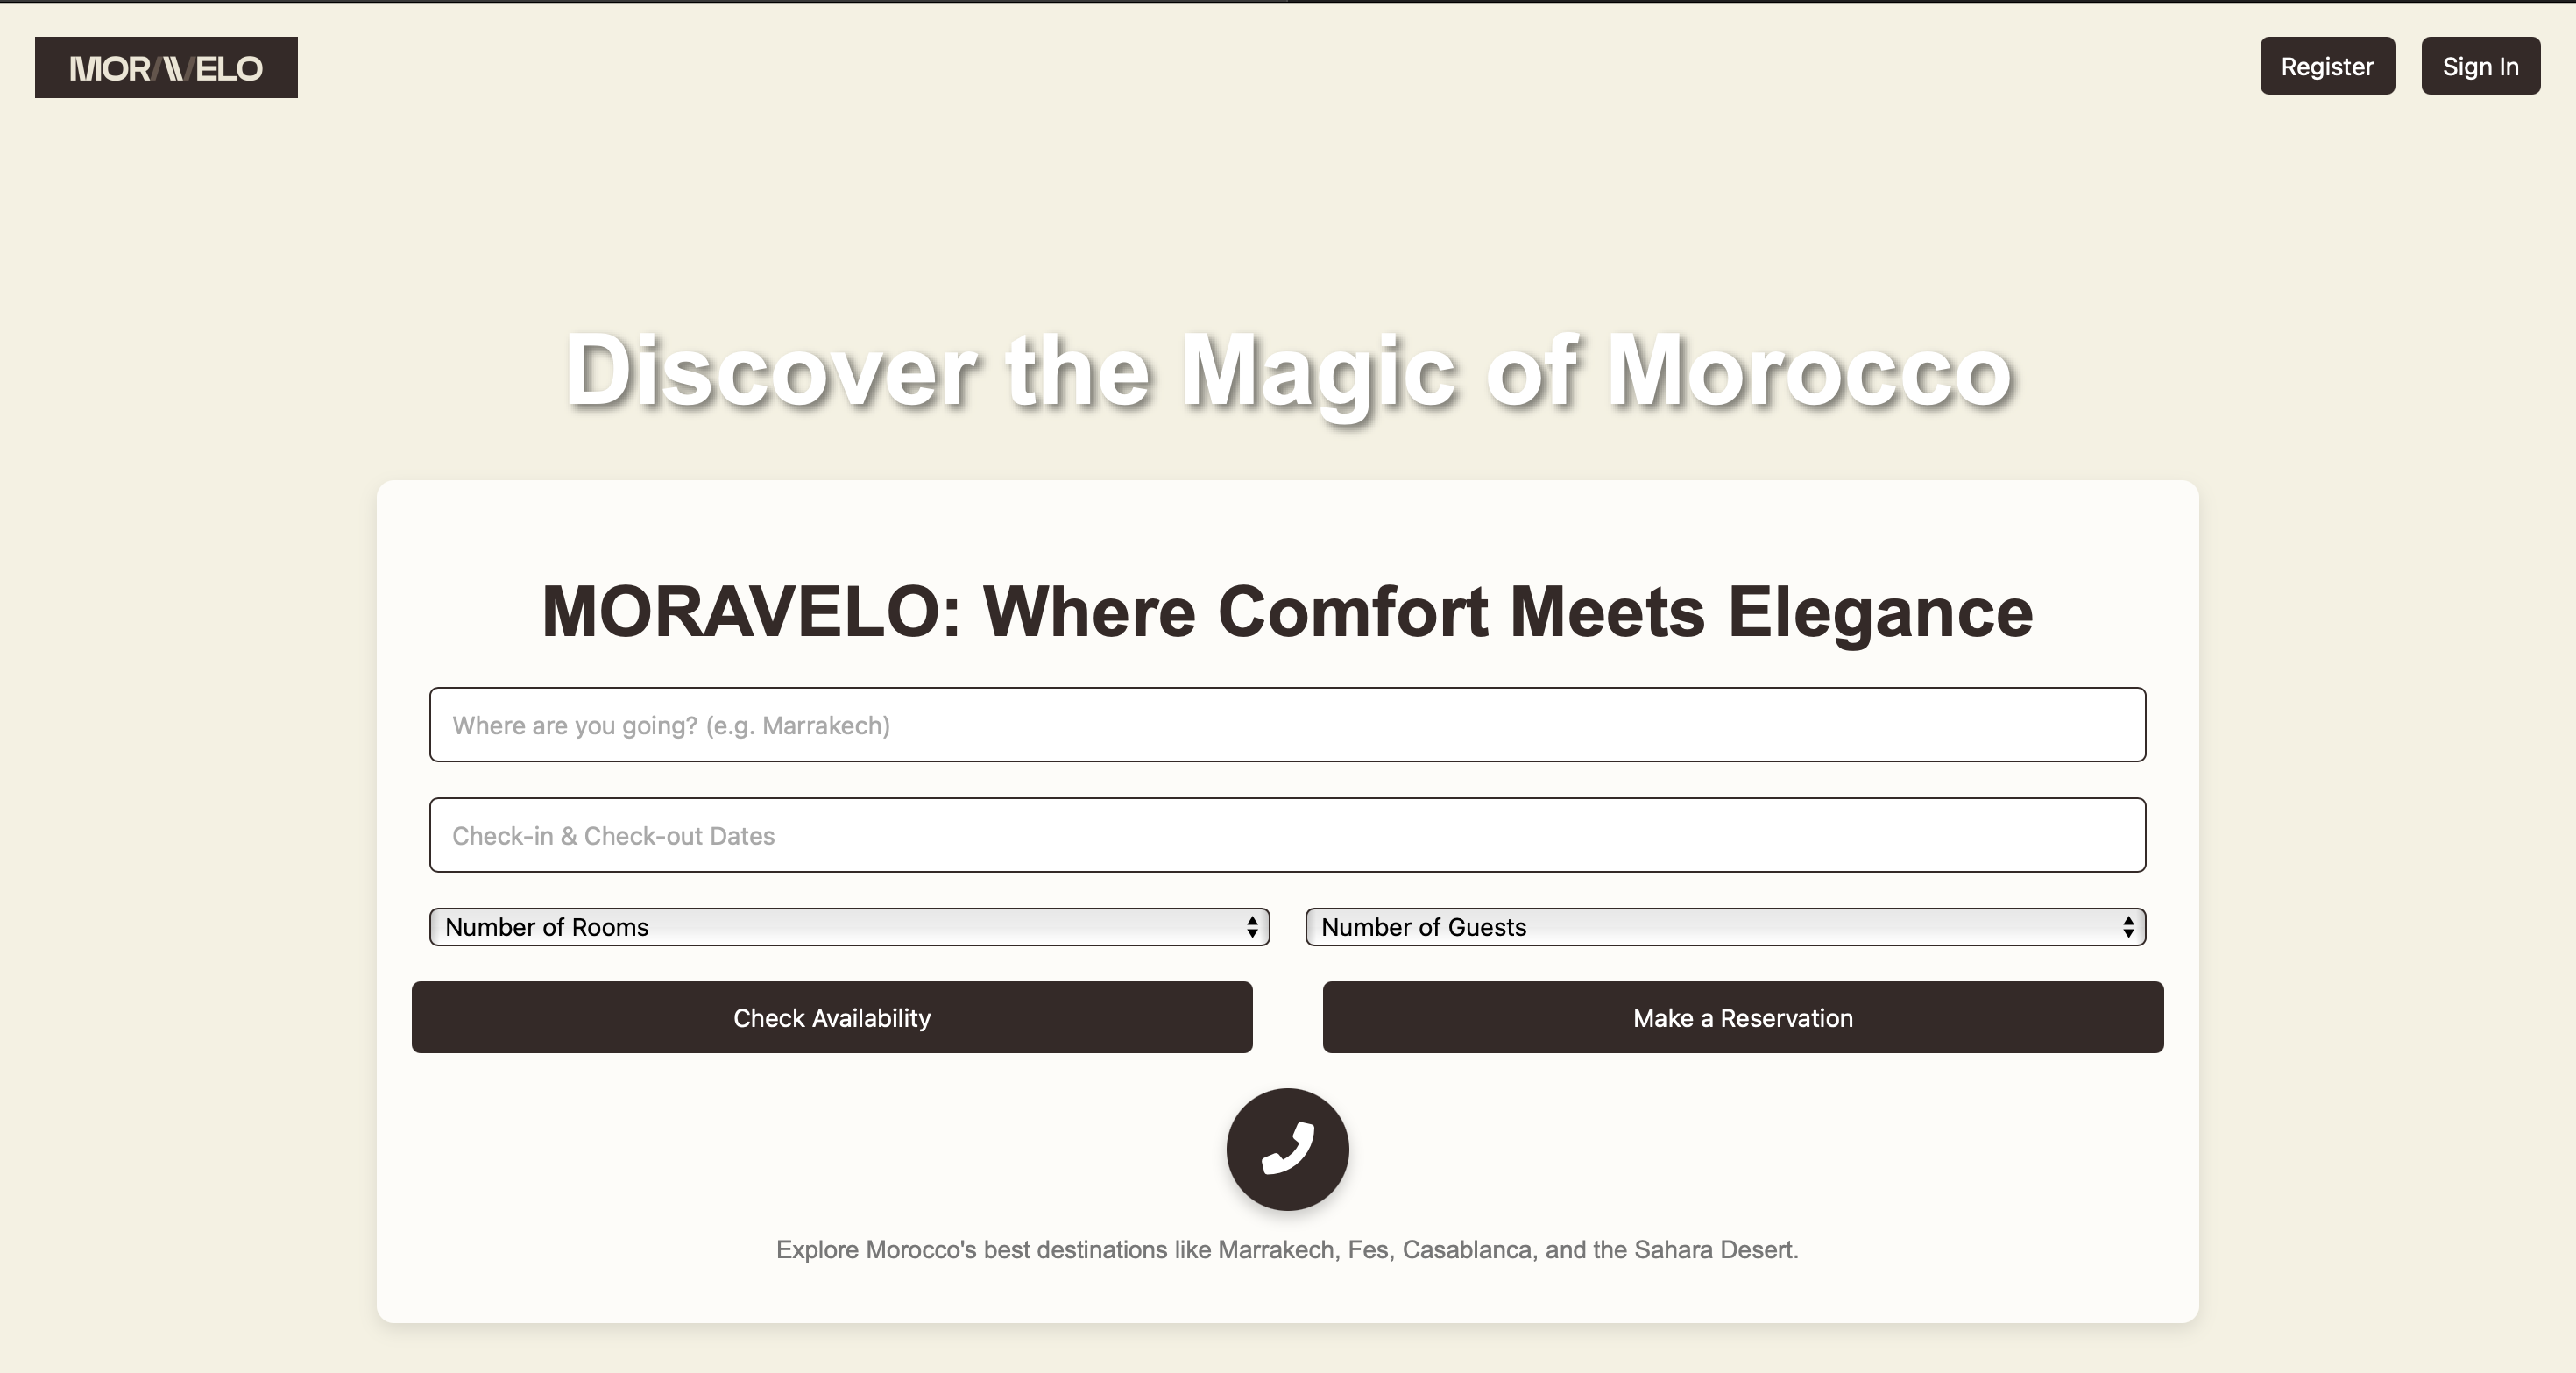 MORAVELO
Register
Sign In
Discover the Magic of Morocco
MORAVELO: Where Comfort Meets Elegance
Where are you going? (e.g. Marrakech)
Check-in & Check-out Dates
Number of Rooms
Number of Guests
Check Availability
Make a Reservation
Explore Morocco's best destinations like Marrakech, Fes, Casablanca, and the Sahara Desert.